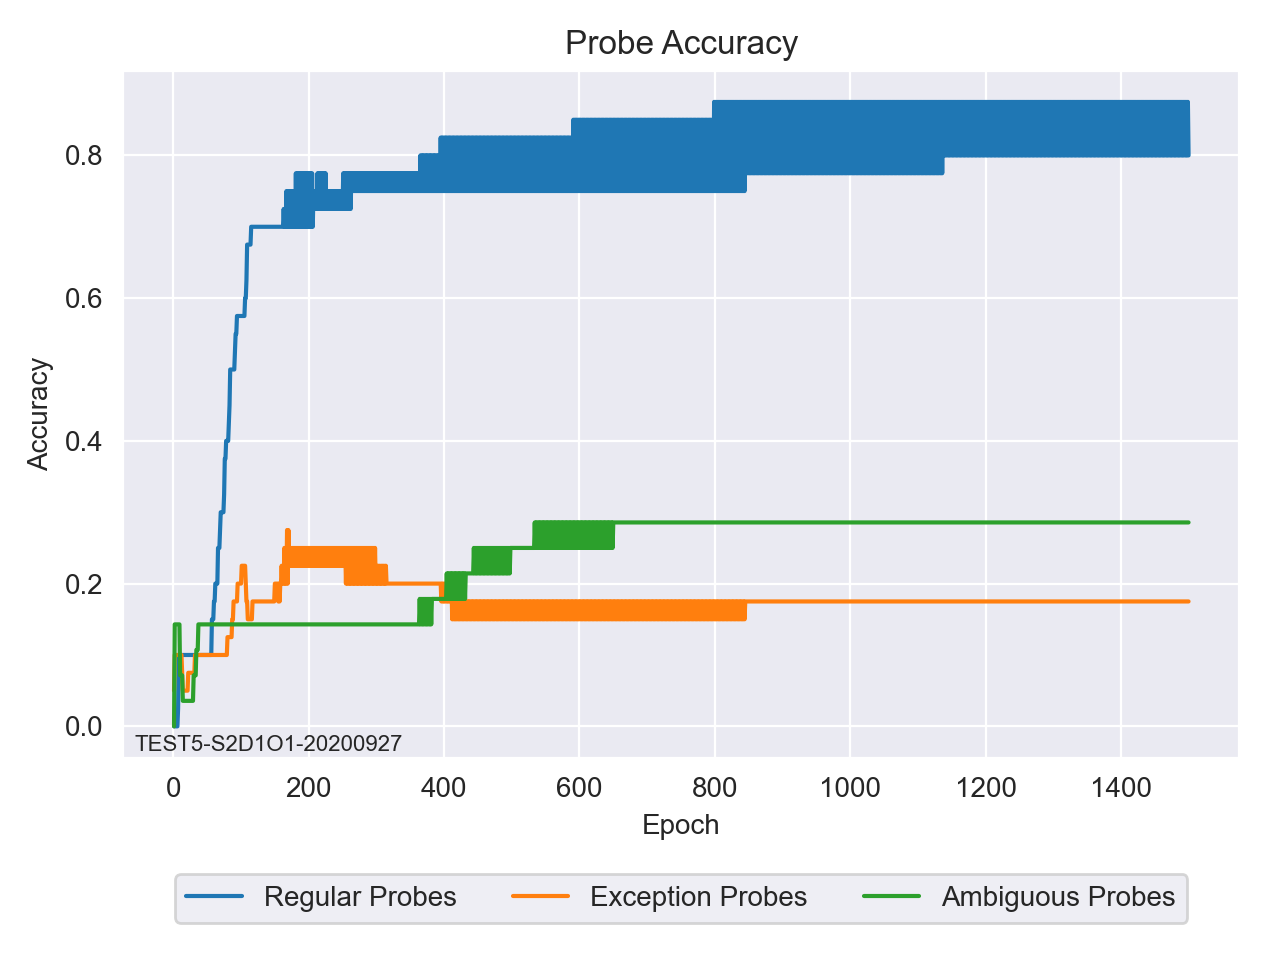 Probe Accuracy
Accuracy
0.8
0.6
0.4
0.2
0.0
TEST5-S2D1O1-20200927
0 200 400 600 800 1000 1200 1400
Epoch
Regular Probes Exception Probes Ambiguous Probes